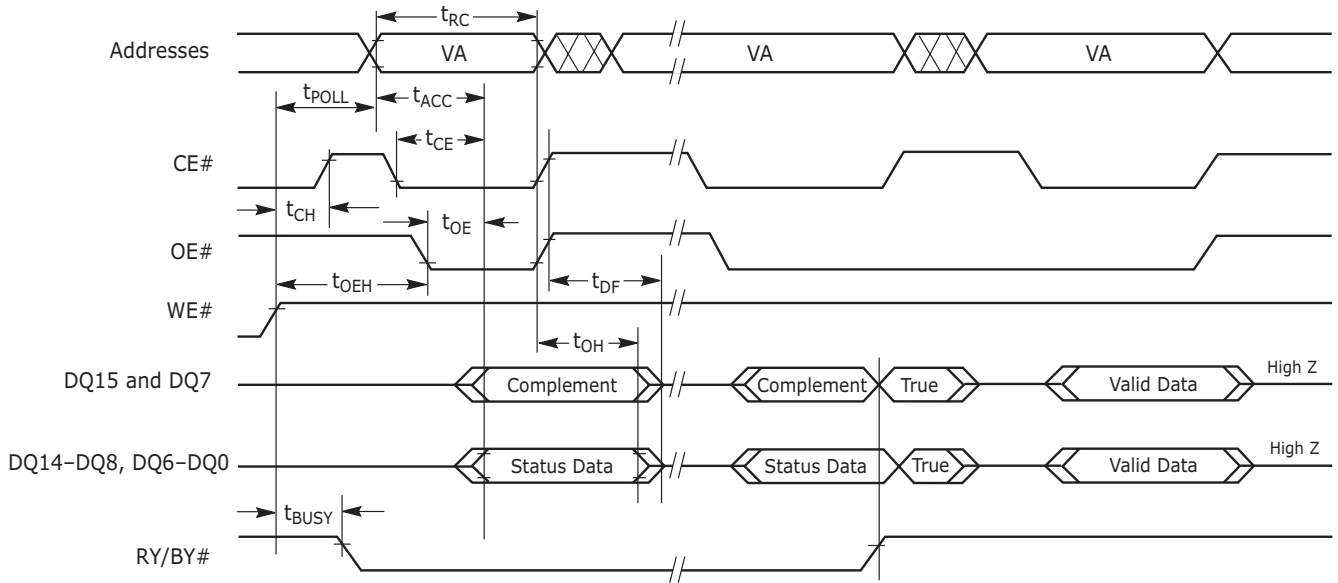 tRC
Addresses VA VA VA
tPOLL tACC
tCE
CE#
tCH tOE
OE#
tOEH tDF
WE#
tOH
DQ15 and DQ7 Complement Complement True Valid Data High Z
DQ14–DQ8, DQ6–DQ0 Status Data Status Data True Valid Data High Z
tBUSY
RY/BY#